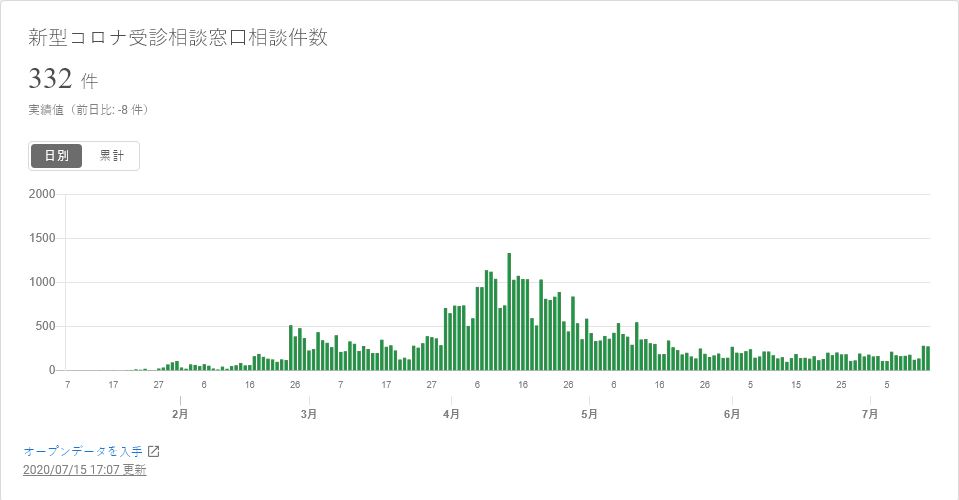 新型コロナ受診相談窓口相談件数
332 件
実績値（前日比: -8 件）
日別 累計
2000
1500
1000
500
0
7 17 27 6 16 26 7 17 27 6 16 26 6 16 26 5 15 25 5
2月 3月 4月 5月 6月 7月
オープンデータを入手
2020/07/15 17:07 更新